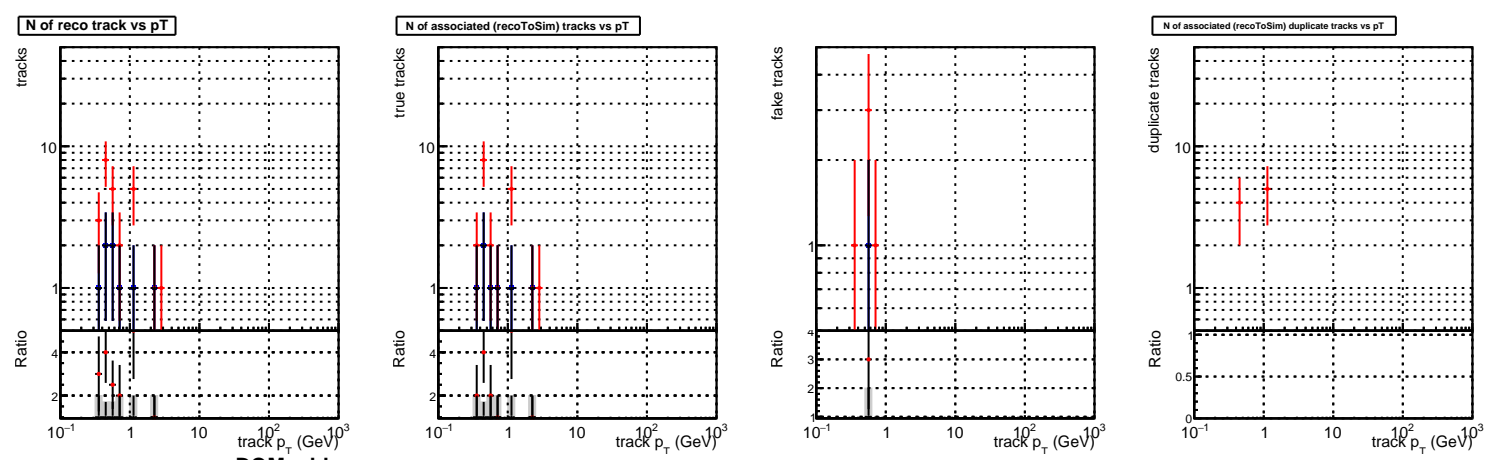 N of reco track vs pT
tracks
10
1
Ratio
4
2
10⁻¹ 1 10 10² 10³
track p_T (GeV)
N of associated (recoToSim) tracks vs pT
true tracks
10
1
Ratio
4
2
10⁻¹ 1 10 10² 10³
track p_T (GeV)
fake tracks
1
Ratio
4
3
2
1
10⁻¹ 1 10 10² 10³
track p_T (GeV)
N of associated (recoToSim) duplicate tracks vs pT
duplicate tracks
10
1
Ratio
1
0.5
0
10⁻¹ 1 10 10² 10³
track p_T (GeV)